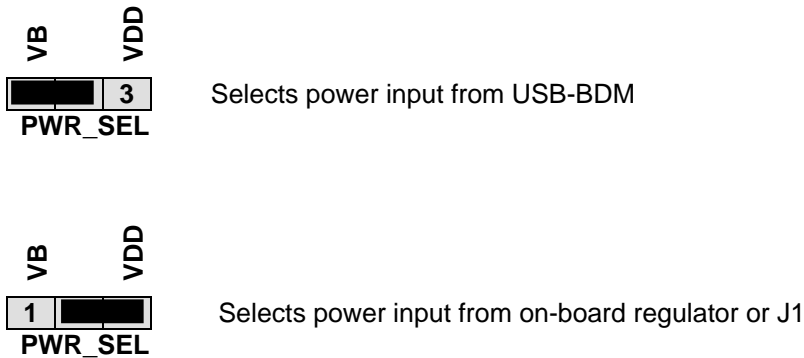 VB VDD
3 Selects power input from USB-BDM
PWR_SEL
VB VDD
1 Selects power input from on-board regulator or J1
PWR_SEL